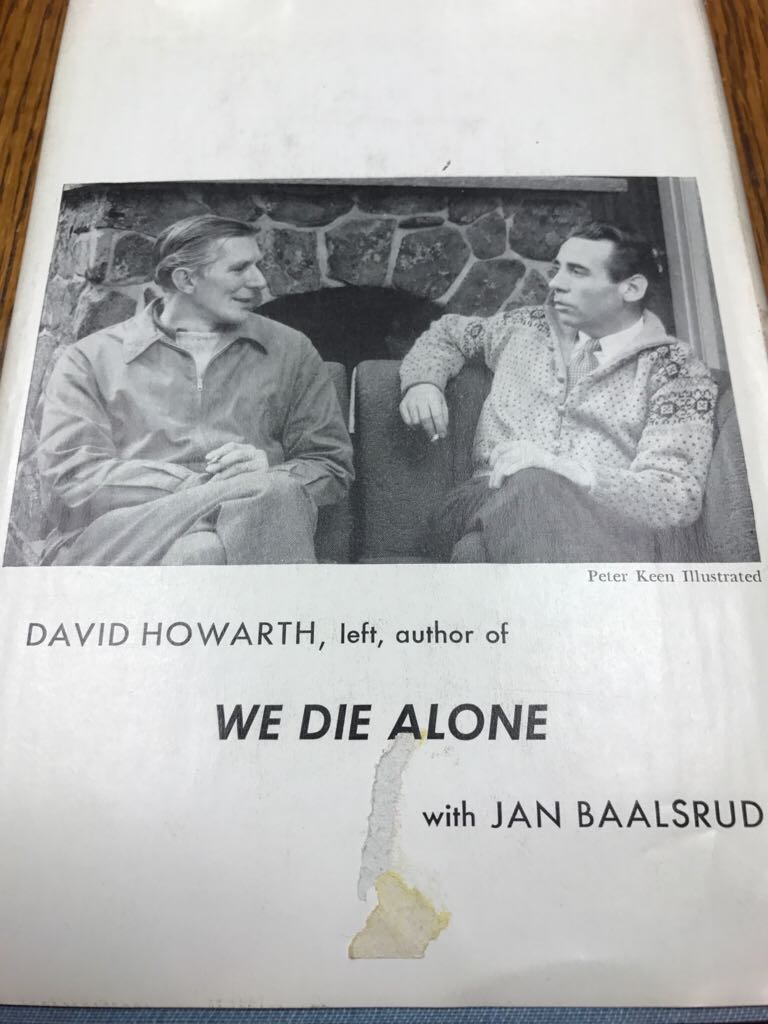 Peter Keen Illustrated
DAVID HOWARTH, left, author of
WE DIE ALONE
with JAN BAALSRUD